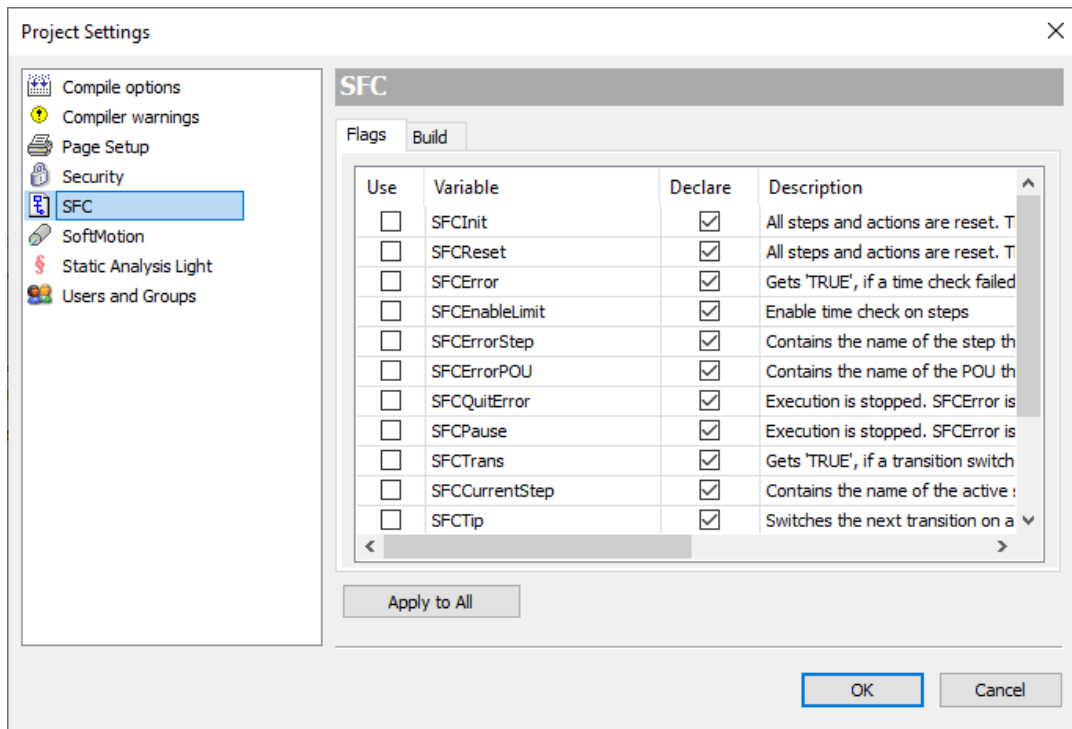 Project Settings
Compile options
Compiler warnings
Page Setup
Security
SFC
SoftMotion
Static Analysis Light
Users and Groups
SFC
Flags Build
Use Variable Declare Description
SFCInit All steps and actions are reset. T
SFCReset All steps and actions are reset. T
SFCError Gets 'TRUE', if a time check failed
SFCEnableLimit Enable time check on steps
SFCErrorStep Contains the name of the step th
SFCErrorPOU Contains the name of the POU th
SFCQuitError Execution is stopped. SFCError is
SFCPause Execution is stopped. SFCError is
SFCTrans Gets 'TRUE', if a transition switch
SFCCurrentStep Contains the name of the active
SFCTip Switches the next transition on a
Apply to All
OK Cancel